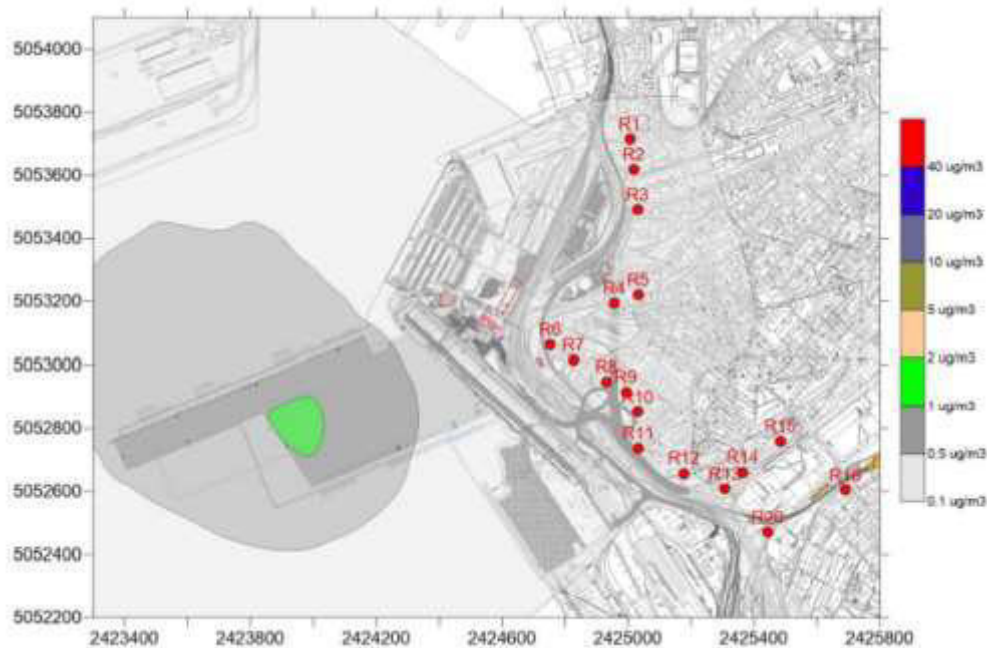 5054000
5053800
5053600
5053400
5053200
5053000
5052800
5052600
5052400
5052200
2423400 2423800 2424200 2424600 2425000 2425400 2425800
R1
R2
R3
R5
R4
R6
R7
R8
R9
R10
R11
R15
R12
R14
R13
R16
R20
40 ug/m3
20 ug/m3
10 ug/m3
5 ug/m3
2 ug/m3
1 ug/m3
0.5 ug/m3
0.1 ug/m3